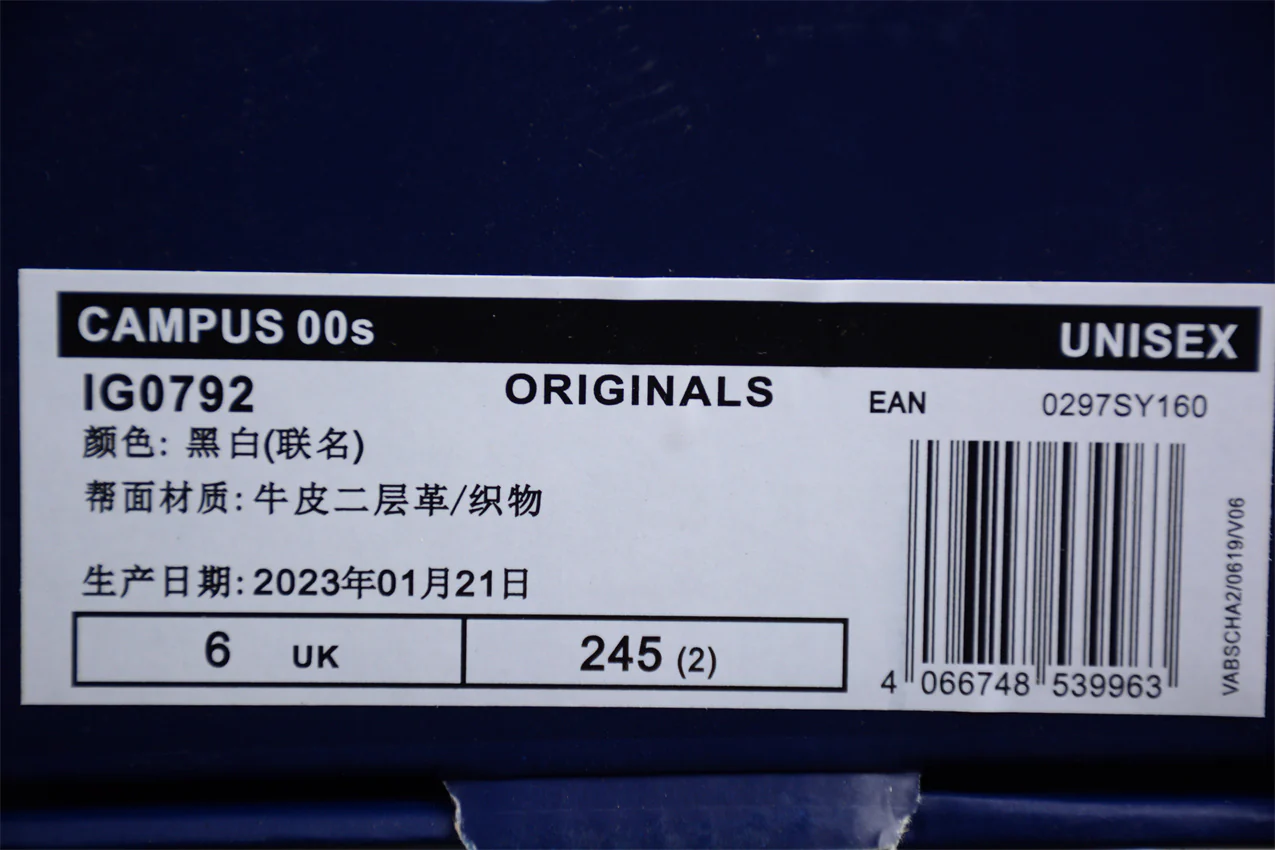 CAMPUS 00s UNISEX
IG0792 ORIGINALS EAN 0297SY160
颜色: 黑白(联名)
帮面材质: 牛皮二层革/织物
生产日期: 2023年01月21日
6 UK 245 (2)
4 066748 539963
VABSCHA2/0619/V06